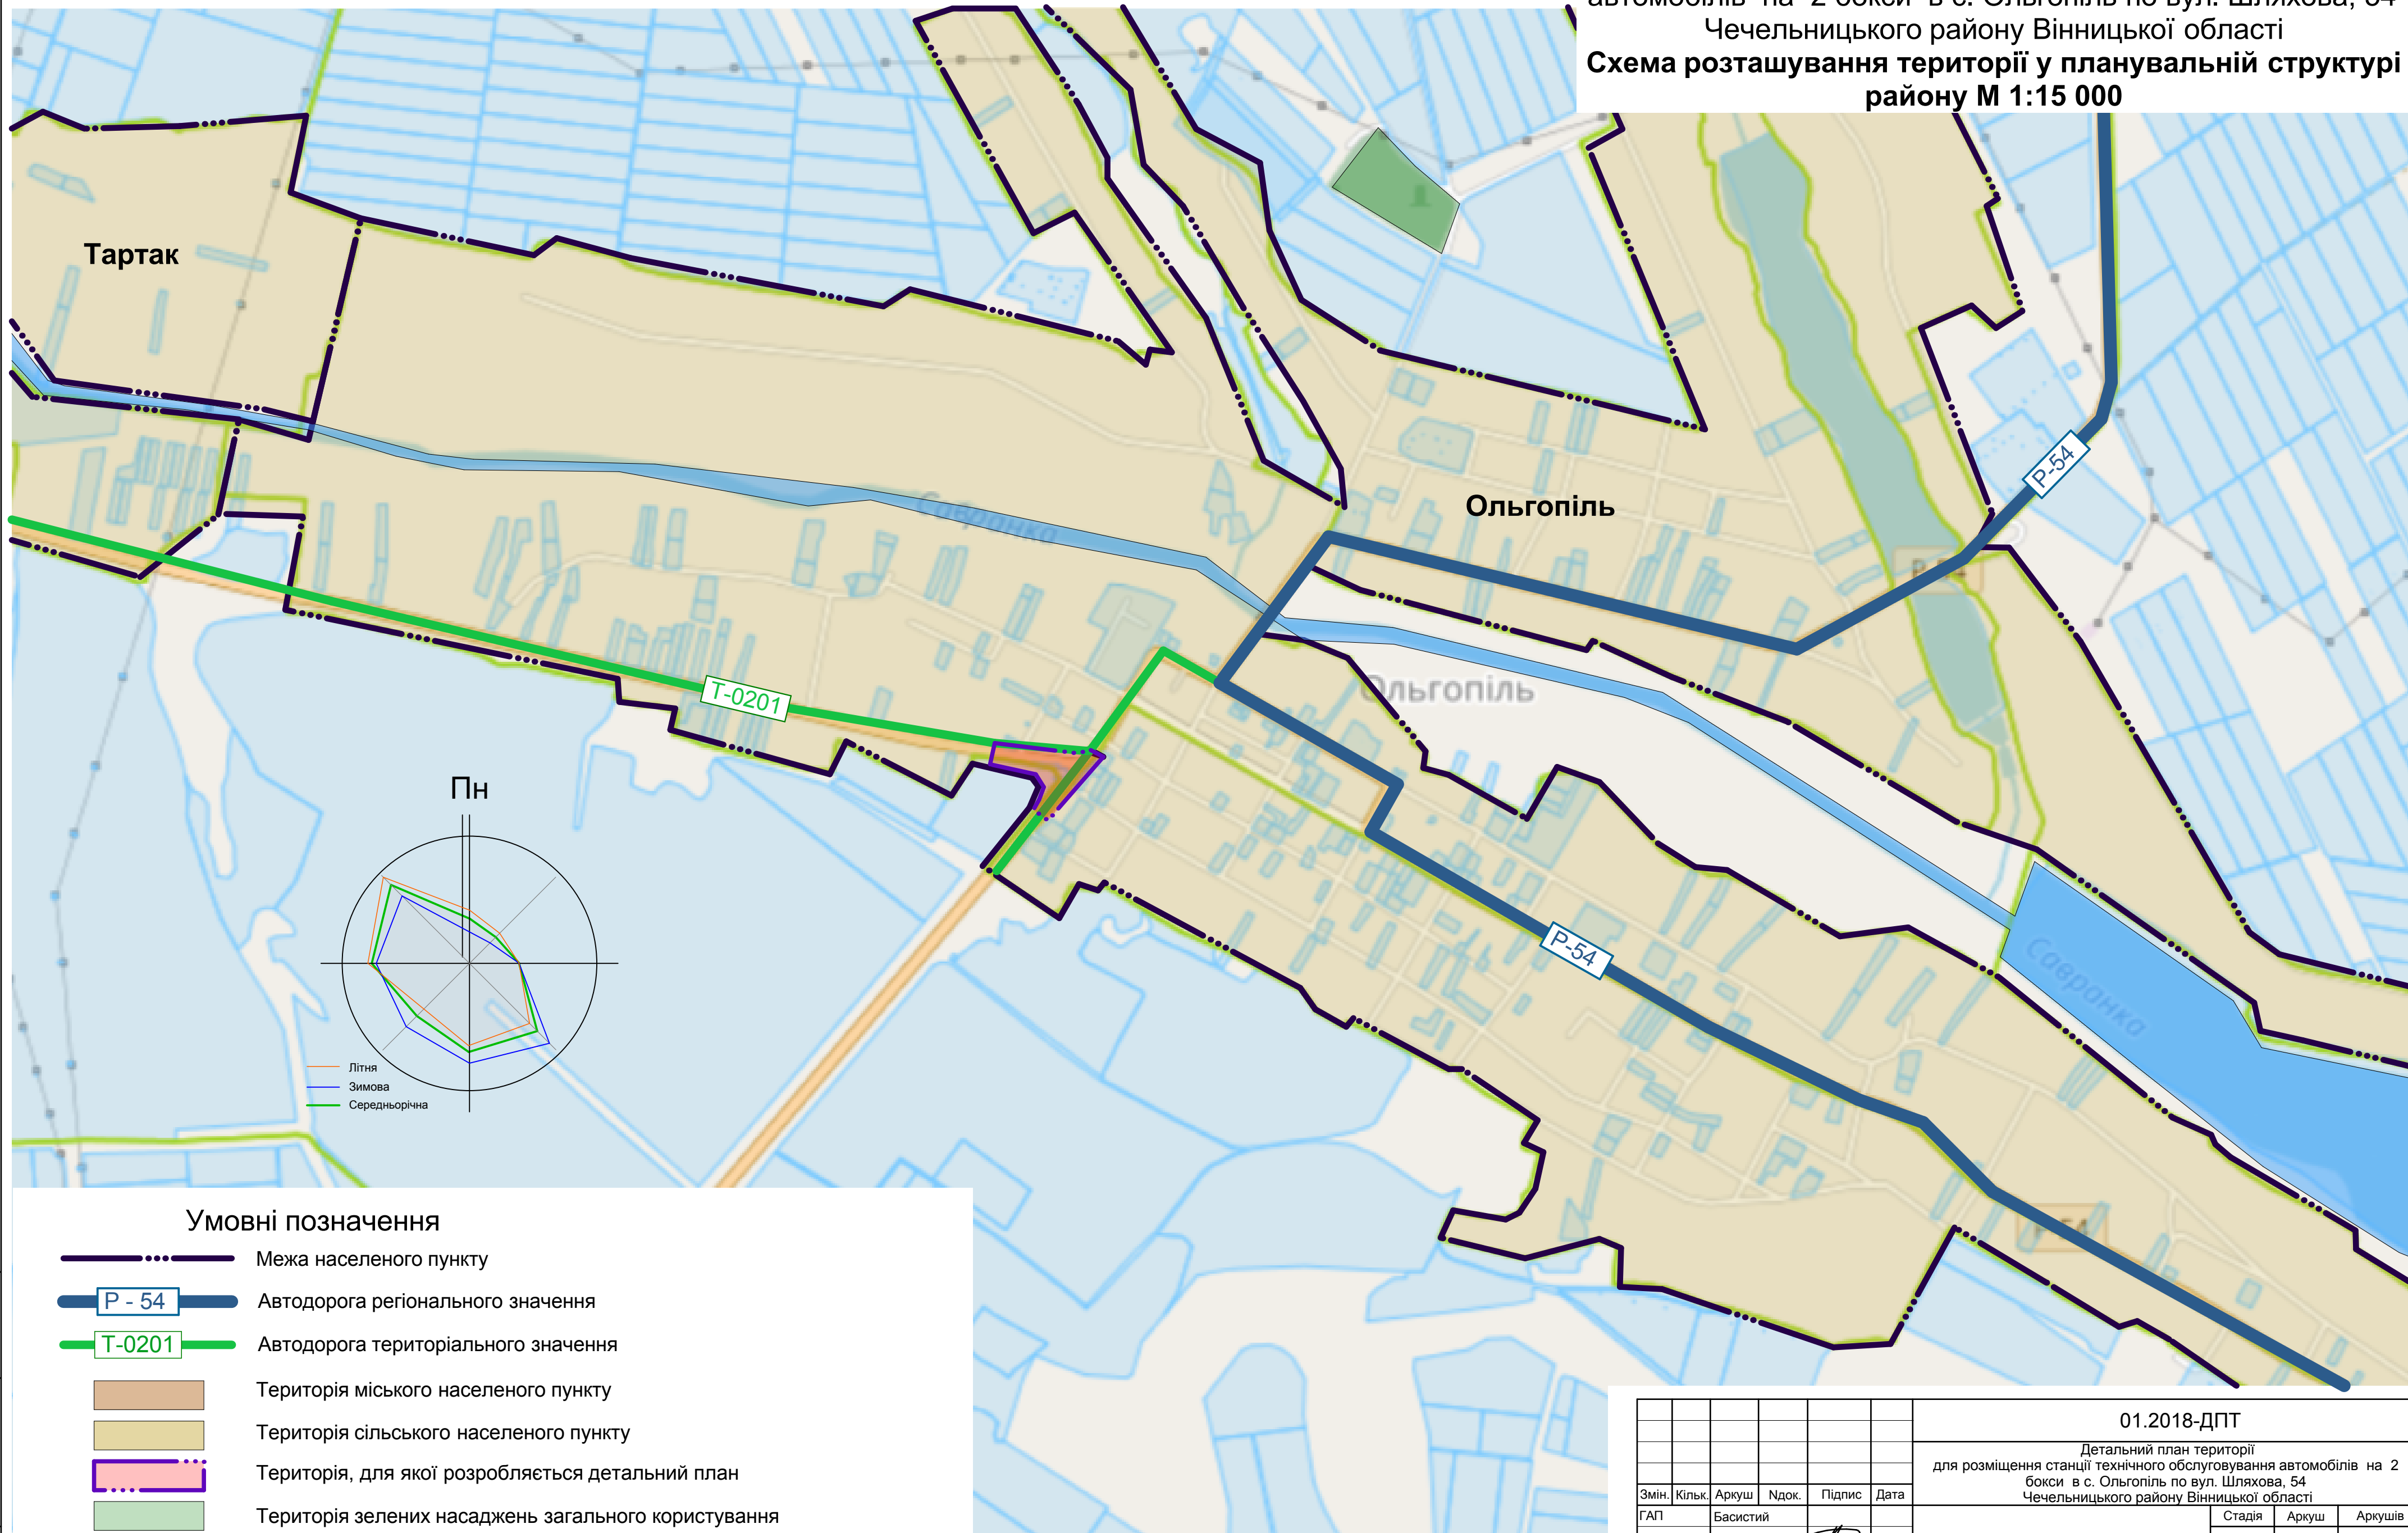 автомобілів на 2 бокси в с. Ольгопіль по вул. Шляхова, 54
Чечельницького району Вінницької області
Схема розташування території у планувальній структурі
району М 1:15 000
Тартак
Ольгопіль
Р-54
Р-54
Савранка
Ольгопіль
Т-0201
Р-54
Савранка
Р-54
Пн
Літня
Зимова
Середньорічна
Умовні позначення
Межа населеного пункту
Р - 54
Автодорога регіонального значення
Т-0201
Автодорога територіального значення
Територія міського населеного пункту
Територія сільського населеного пункту
Територія, для якої розробляється детальний план
Територія зелених насаджень загального користування
01.2018-ДПТ
Детальний план території
для розміщення станції технічного обслуговування автомобілів на 2
бокси в с. Ольгопіль по вул. Шляхова, 54
Чечельницького району Вінницької області
Змін. Кільк. Аркуш Nдок. Підпис Дата
ГАП Басистий
Стадія Аркуш Аркушів